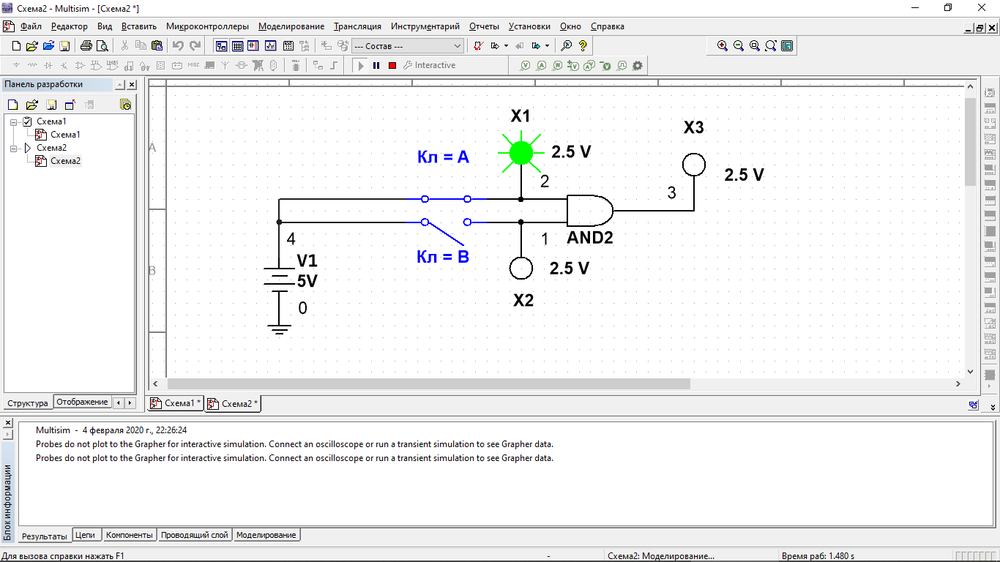 Схема2 - Multisim - [Схема2 *]
Файл Редактор Вид Вставить Микроконтроллеры Моделирование Трансляция Инструментарий Отчеты Установки Окно Справка
--- Состав ---
Interactive
Панель разработки
Схема1
Схема1
Схема2
Схема2
Структура Отображение
A
B
X1
2.5 V
X3
2.5 V
Кл = A
2
3
4
1
AND2
Кл = B
V1
5V
0
2.5 V
X2
Схема1 * Схема2 *
Multisim - 4 февраля 2020 г., 22:26:24
Probes do not plot to the Grapher for interactive simulation. Connect an oscilloscope or run a transient simulation to see Grapher data.
Probes do not plot to the Grapher for interactive simulation. Connect an oscilloscope or run a transient simulation to see Grapher data.
Блок информации
Результаты Цепи Компоненты Проводящий слой Моделирование
Для вызова справки нажать F1 - Схема2: Моделирование... Время раб: 1.480 s